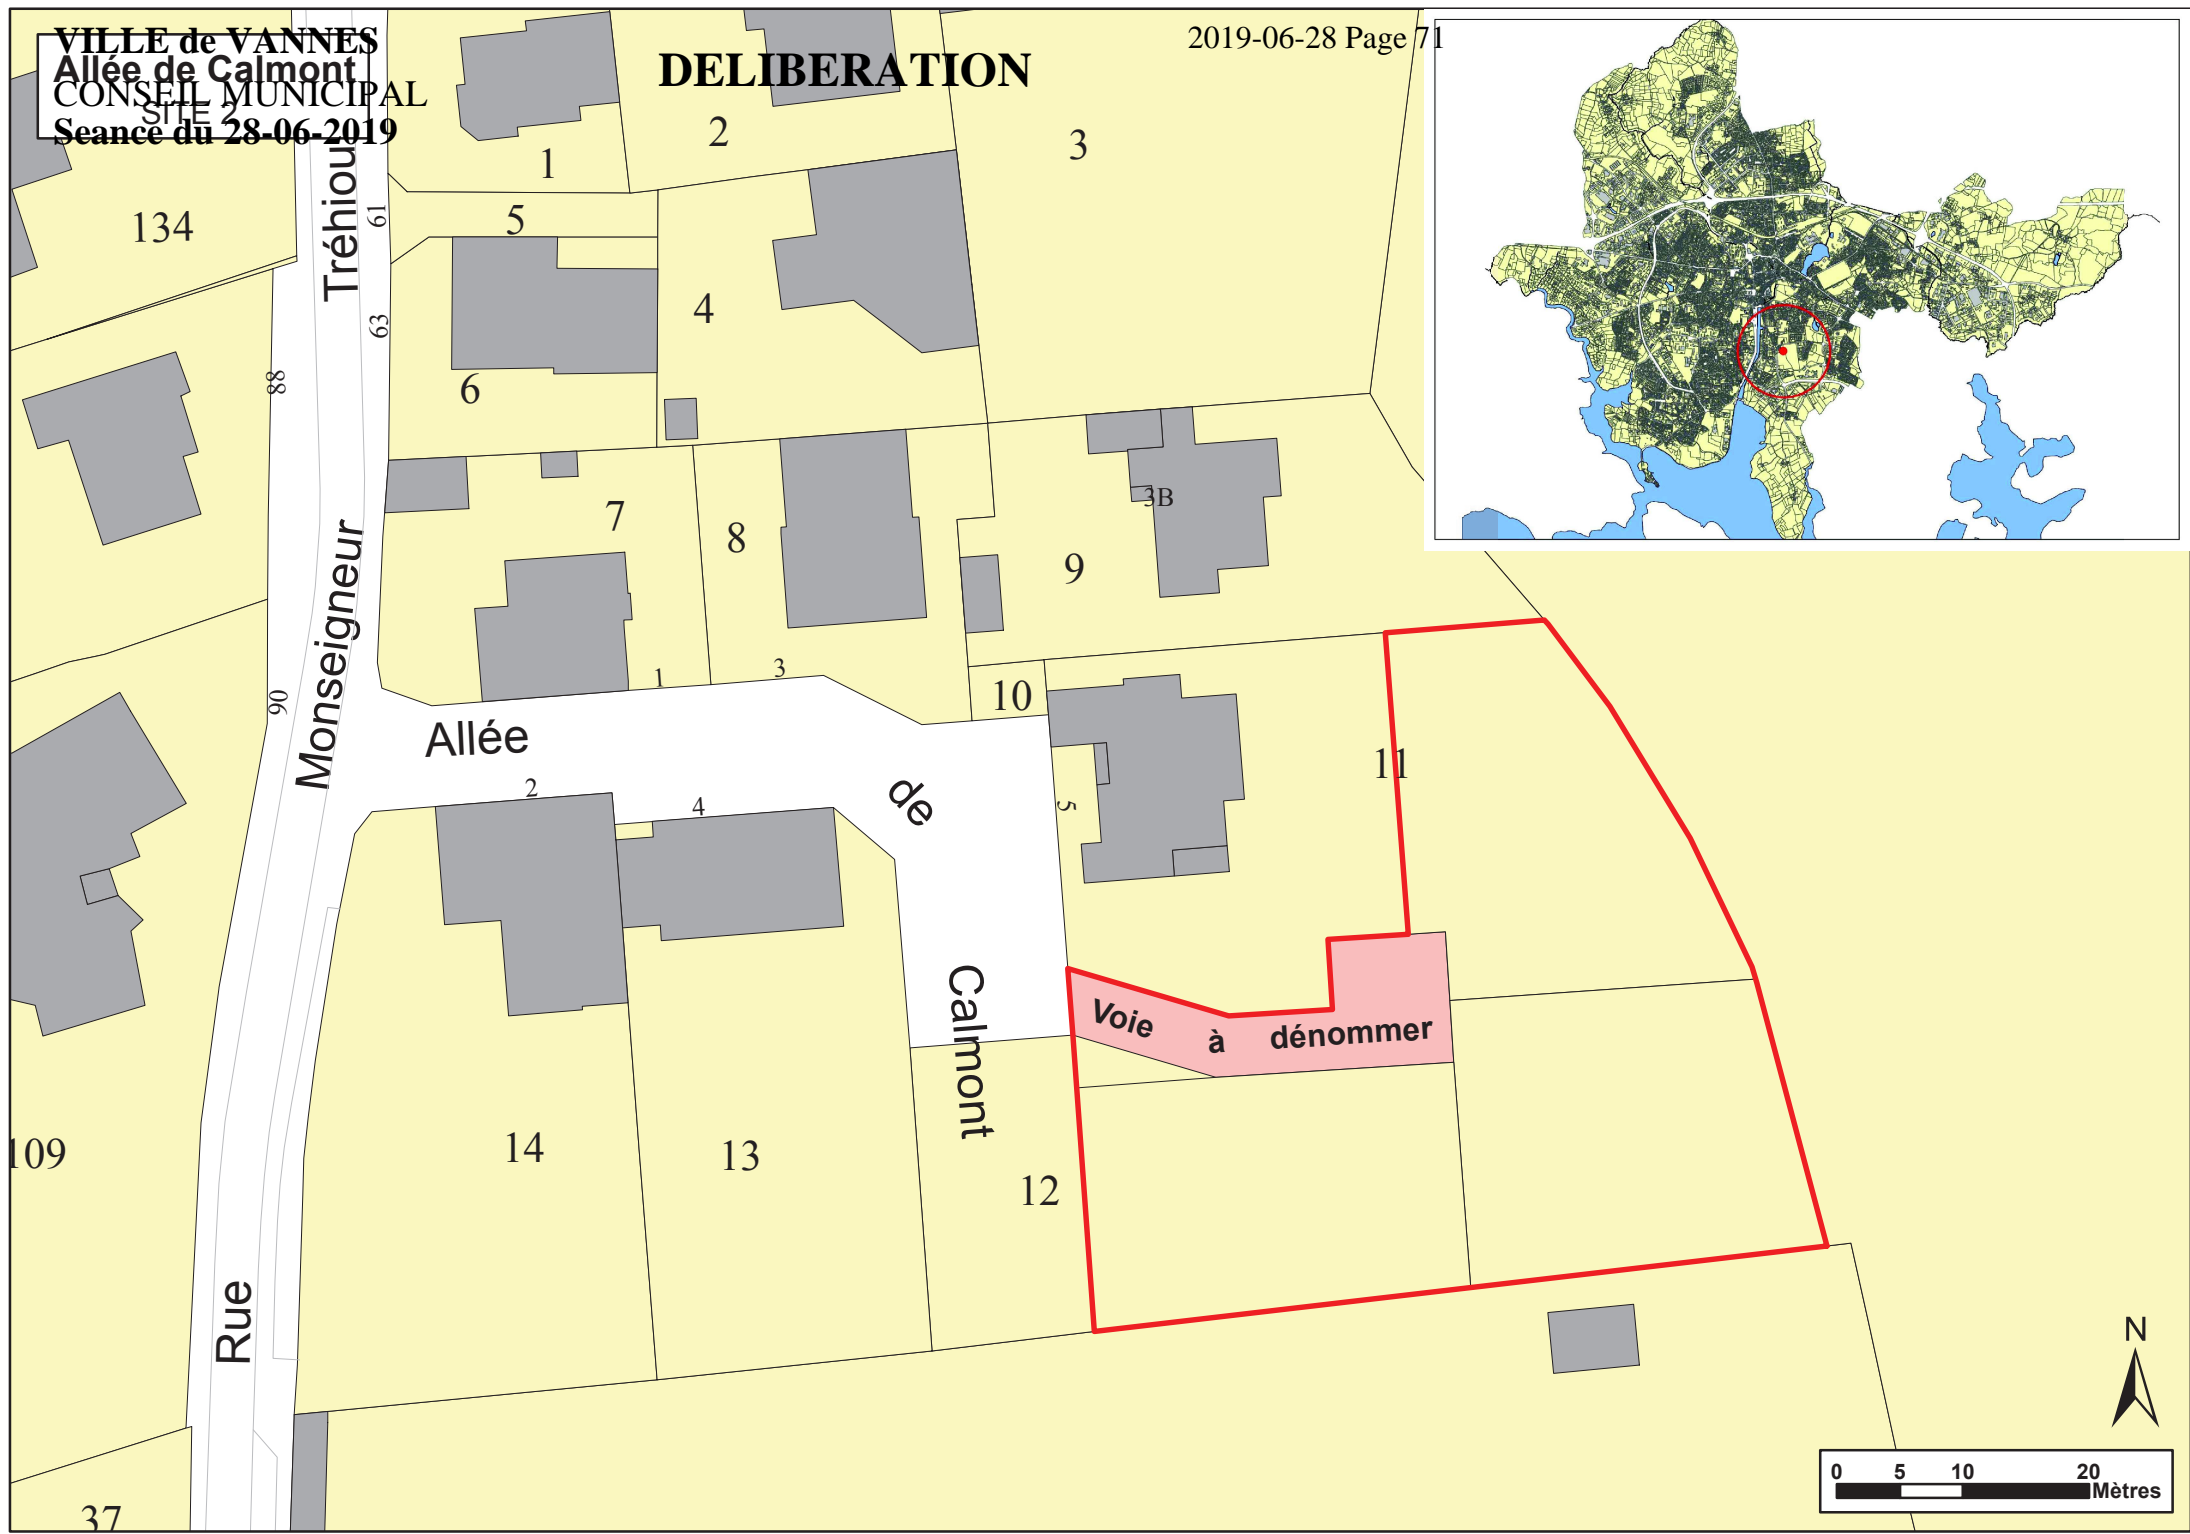 VILLE de VANNES
Allée de Calmont
CONSEIL MUNICIPAL
SITE 2
Seance du 28-06-2019
DELIBERATION
2019-06-28 Page 71
1
2
3
134
5
61
Tréhiou
4
63
6
88
7
8
3B
9
Monseigneur
1
3
10
90
Allée
11
2
4
de
5
Calmont
Voie à dénommer
14
13
12
109
Rue
37
N
0 5 10 20
Mètres